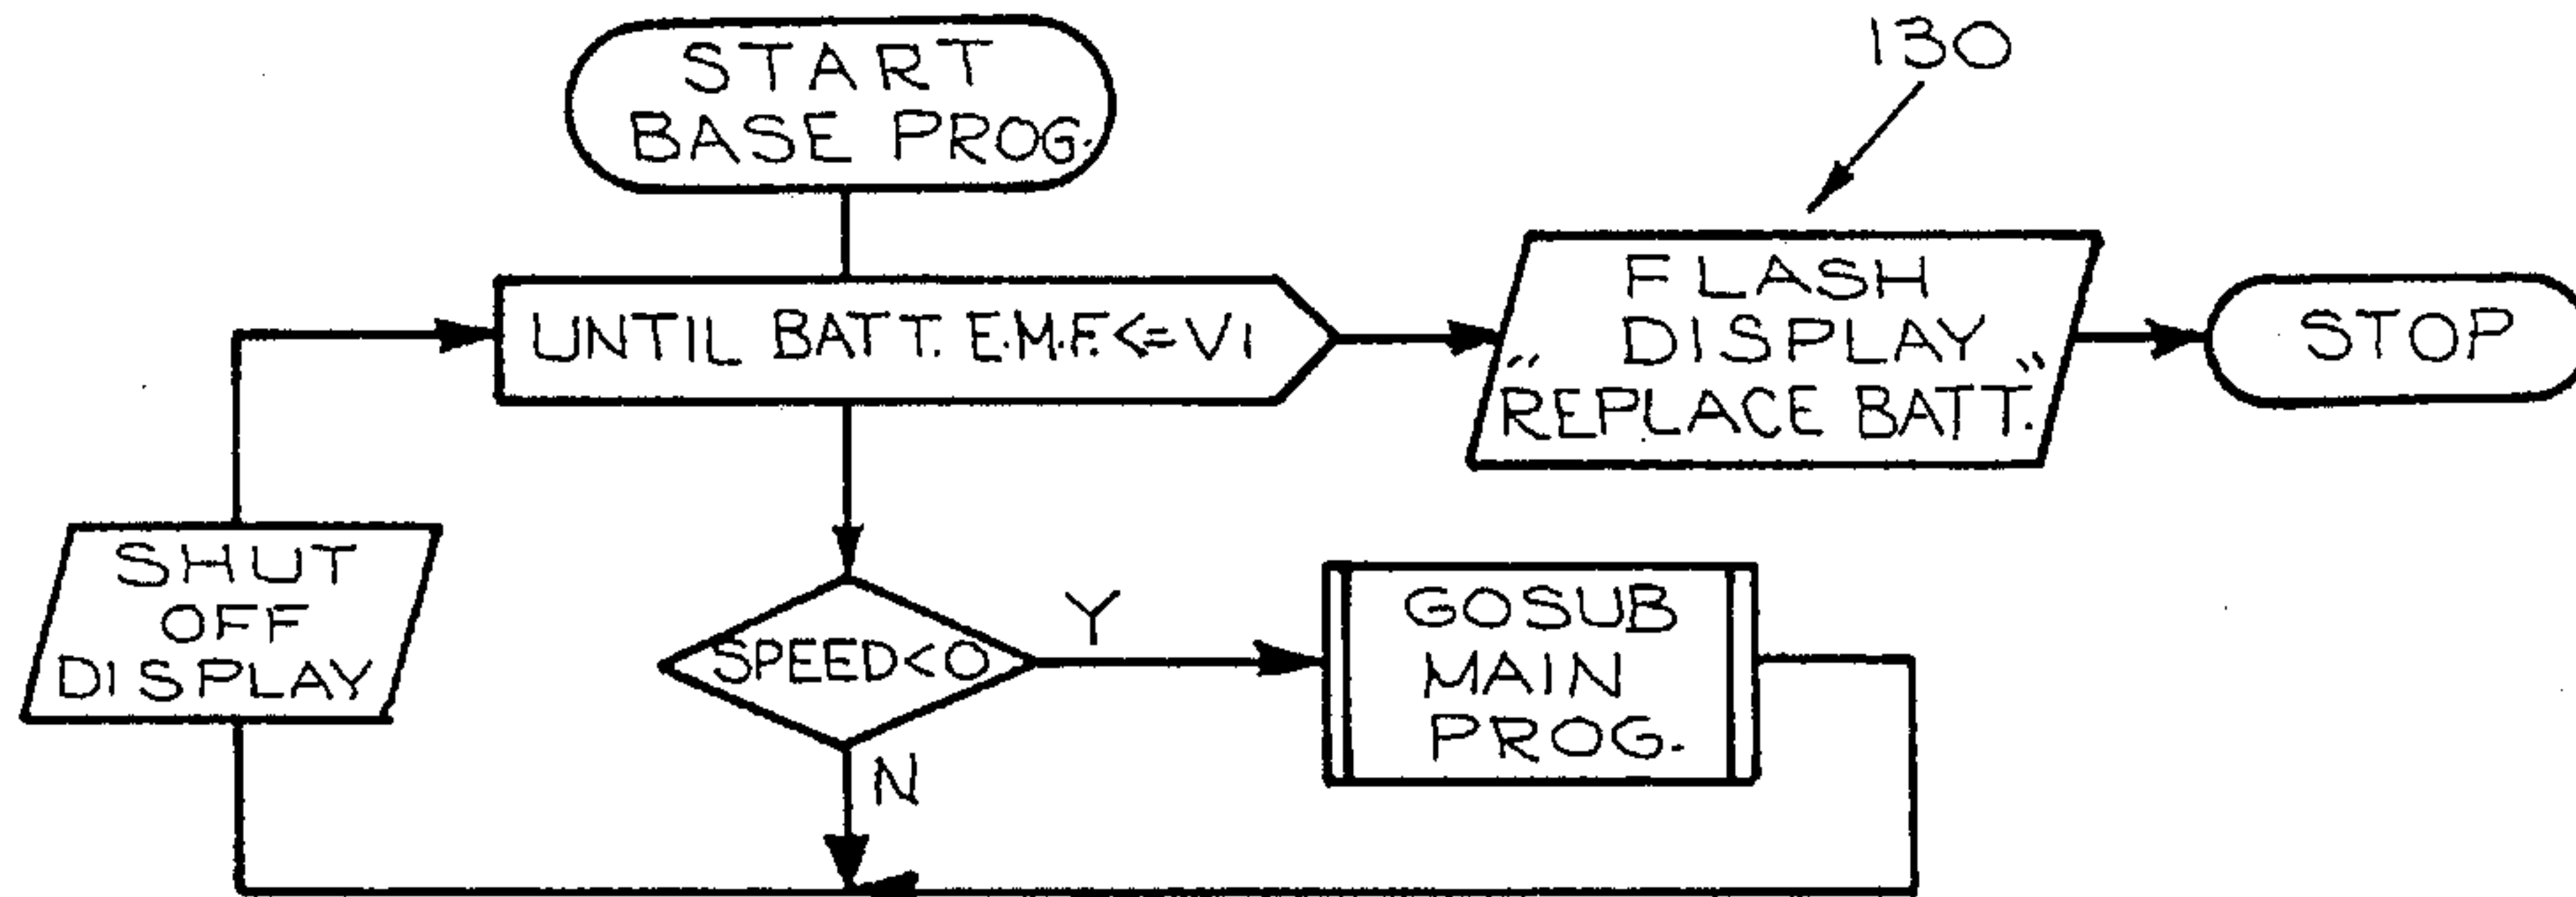 START
BASE PROG.
130
UNTIL BATT. E.M.F. <= V1
FLASH
DISPLAY
"REPLACE BATT."
STOP
SHUT
OFF
DISPLAY
SPEED<0
Y
N
GOSUB
MAIN
PROG.